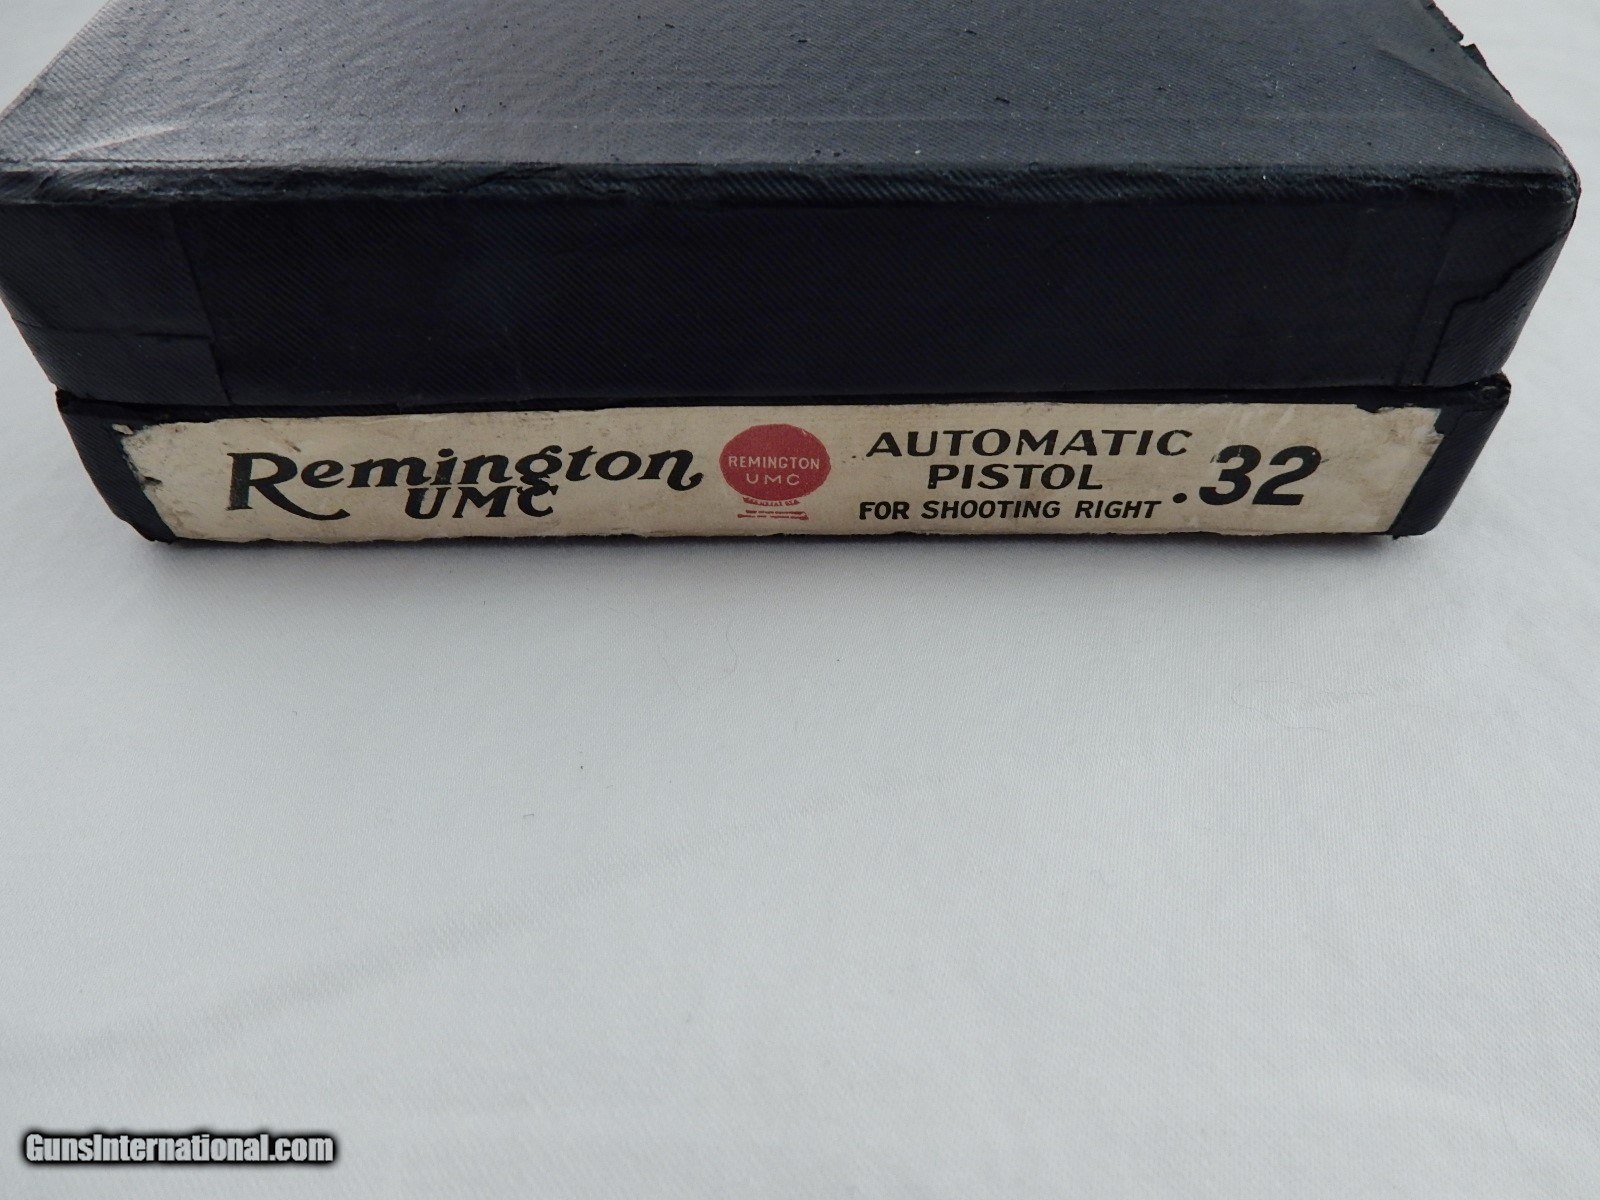 Remington
UMC
REMINGTON
UMC
AUTOMATIC
PISTOL
FOR SHOOTING RIGHT
.32
GunsInternational.com